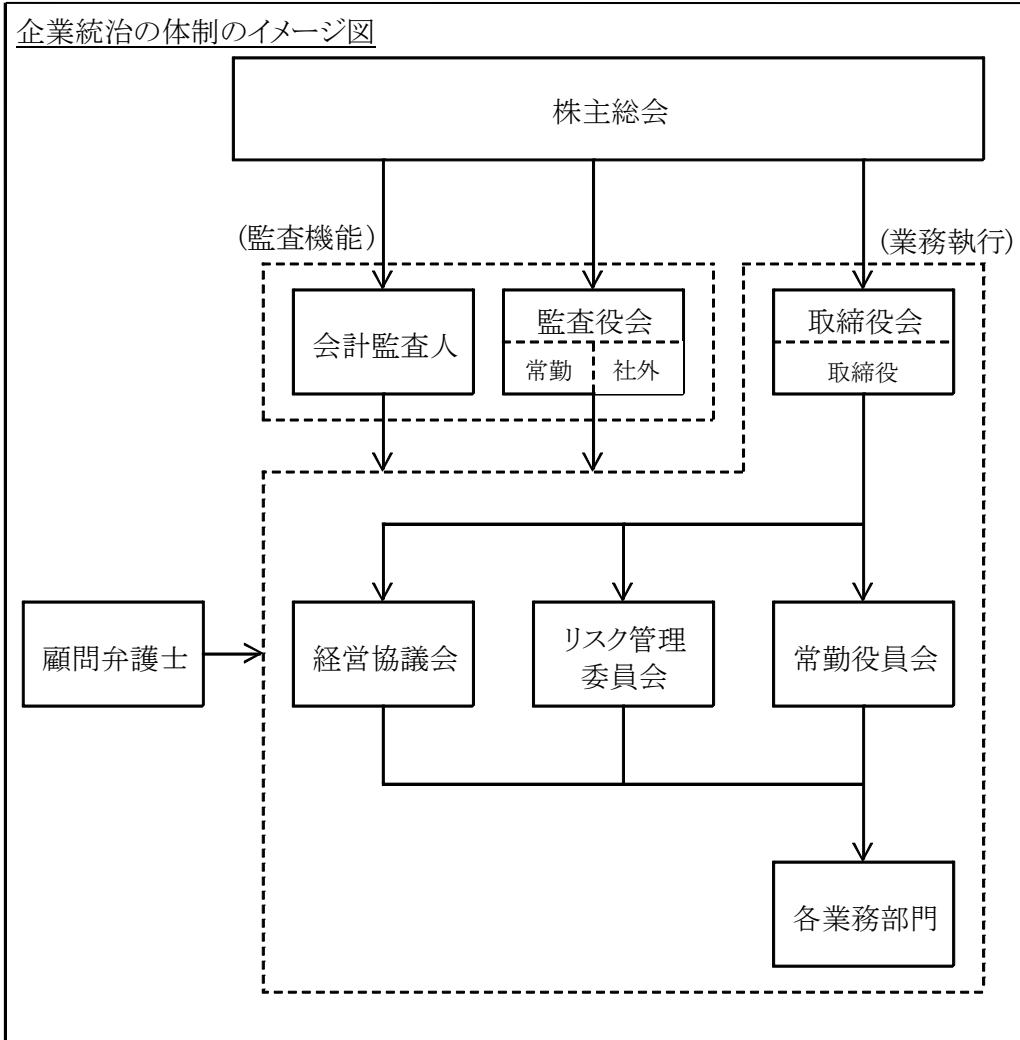 企業統治の体制のイメージ図
株主総会
(監査機能)
(業務執行)
会計監査人
監査役会
常勤
社外
取締役会
取締役
顧問弁護士
経営協議会
リスク管理
委員会
常勤役員会
各業務部門